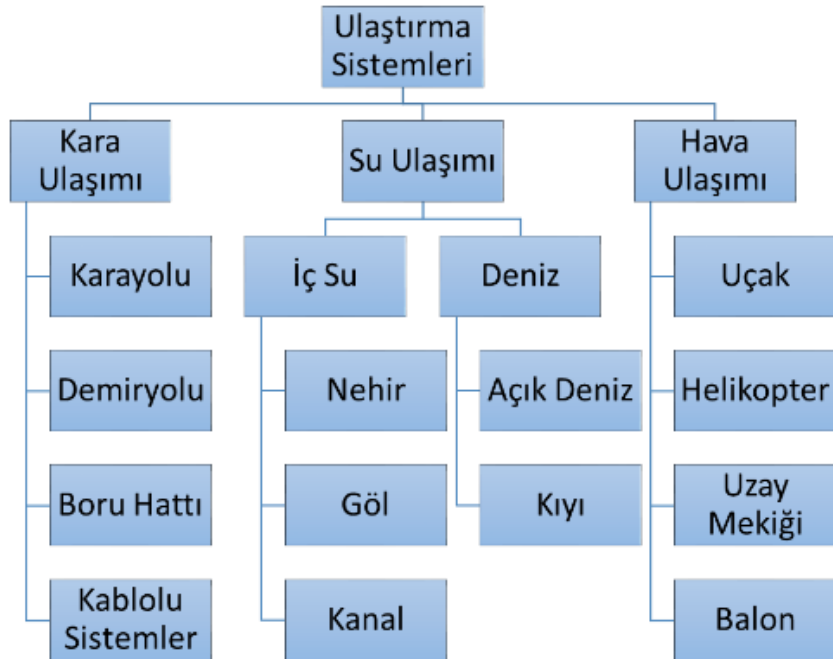 Ulaştırma
Sistemleri
Kara
Ulaşımı
Su Ulaşımı
Hava
Ulaşımı
Karayolu
İç Su
Deniz
Uçak
Demiryolu
Nehir
Açık Deniz
Helikopter
Boru Hattı
Göl
Kıyı
Uzay
Mekiği
Kablolu
Sistemler
Kanal
Balon